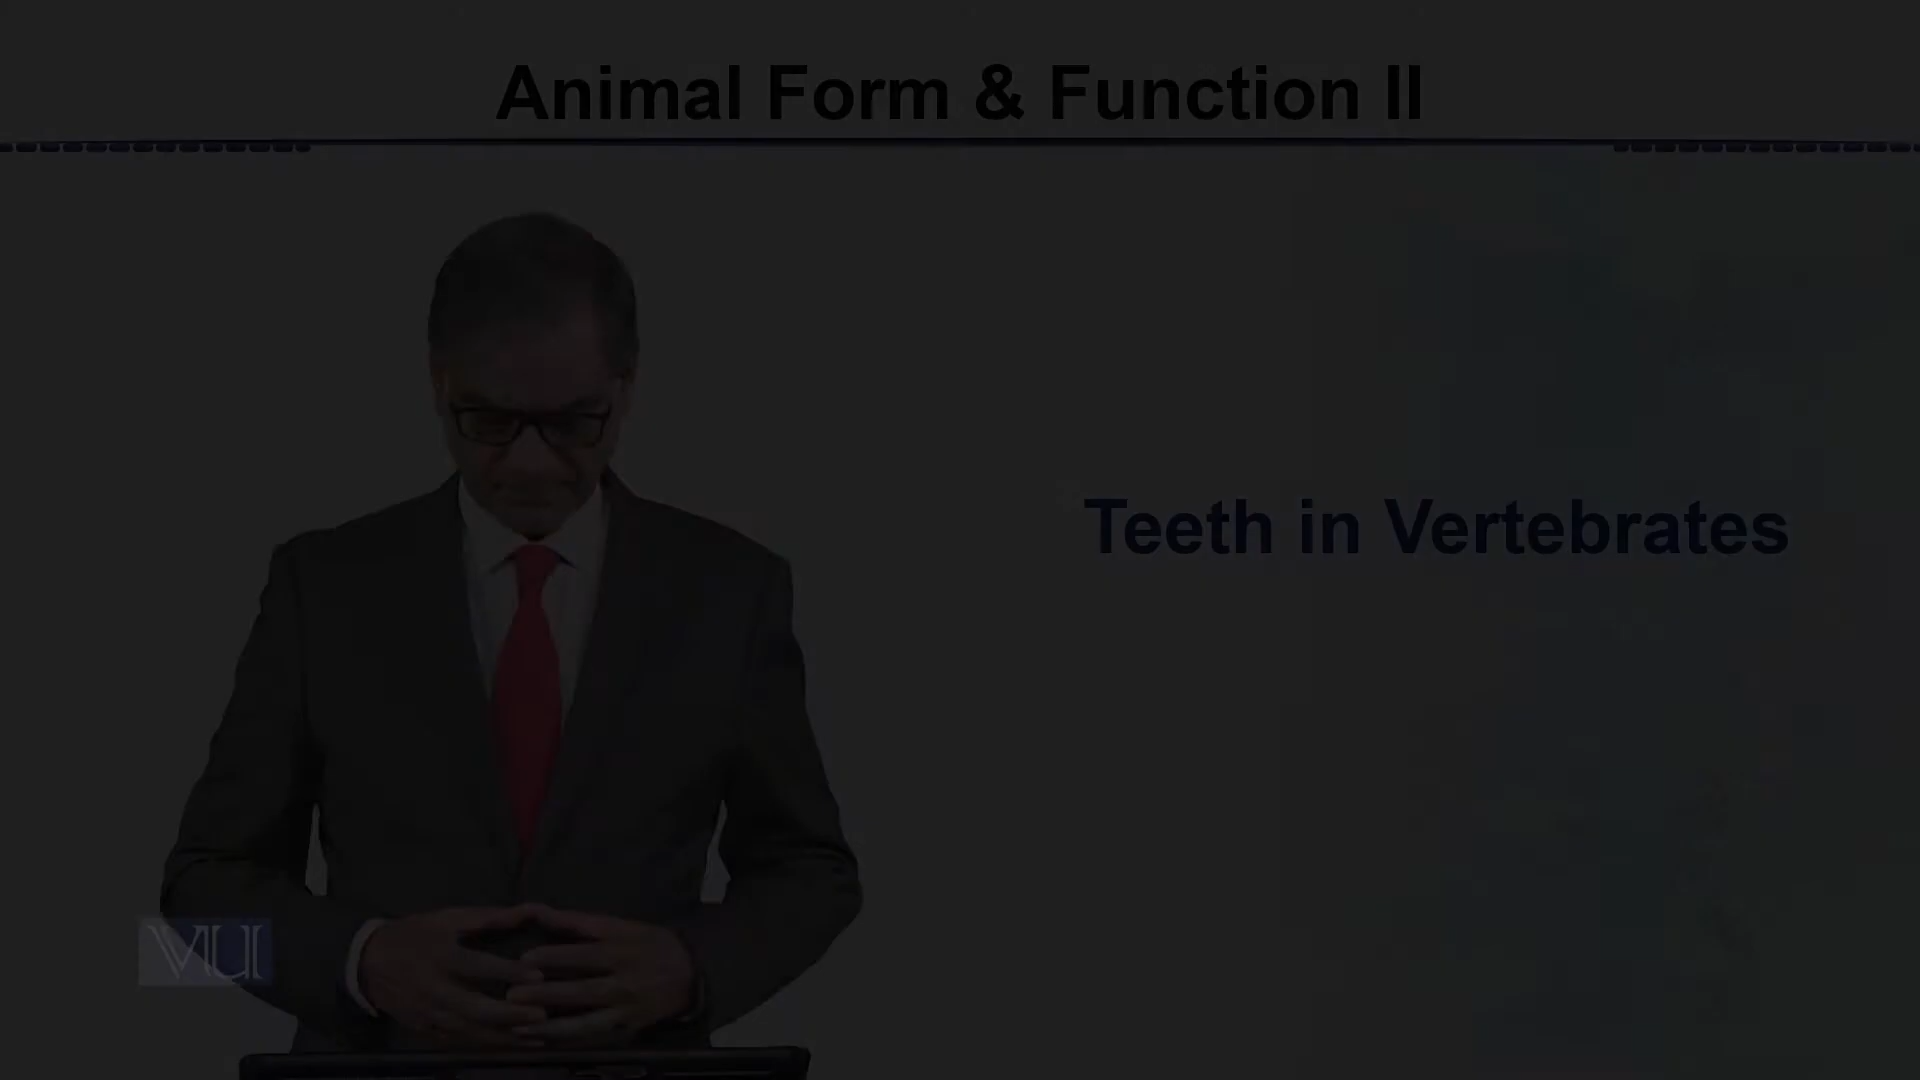 Animal Form & Function II
Teeth in Vertebrates
VU